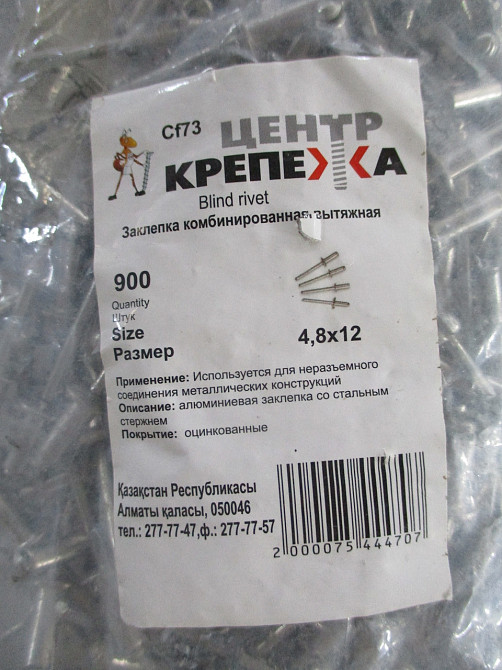 Cf73
ЦЕНТР
КРЕПЕЖКА
Blind rivet
Заклепка комбинированная вытяжная
900
Quantity
Штук
Size
Размер
4,8x12
Применение: Используется для неразъемного
соединения металлических конструкций
Описание: алюминиевая заклепка со стальным
стержнем
Покрытие: оцинкованные
Қазақстан Республикасы
Алматы қаласы, 050046
тел.: 277-77-47,ф.: 277-77-57
2 000075 444707